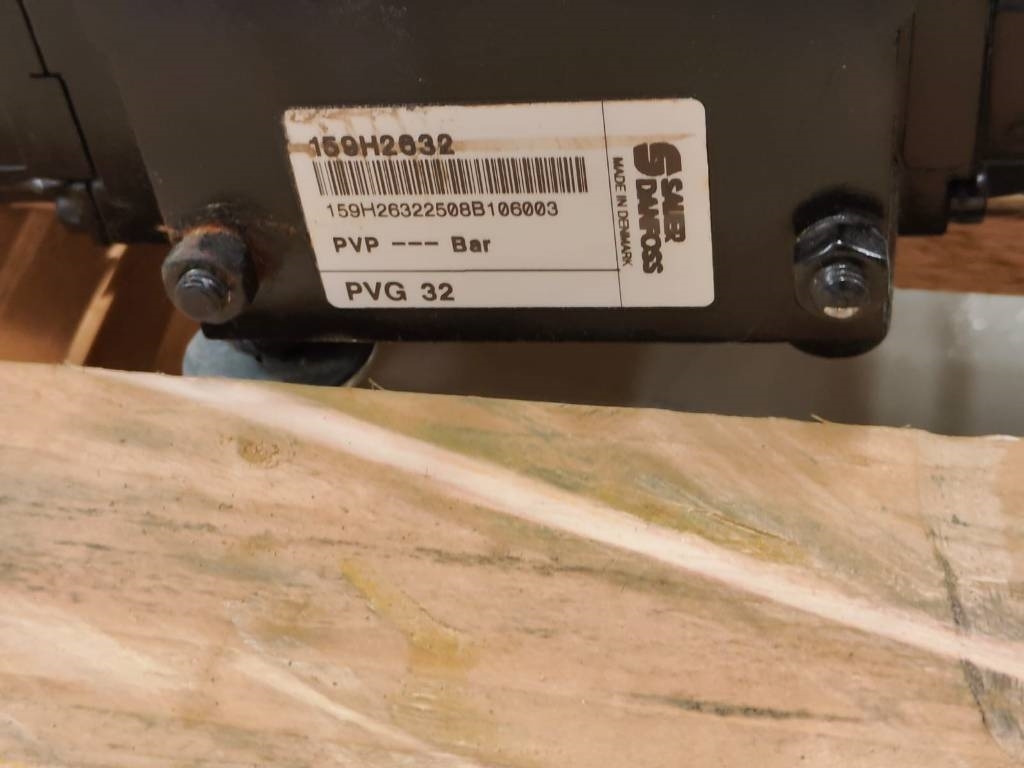 159H2632
159H26322508B106003
PVP --- Bar
PVG 32
MADE IN DENMARK
SAUER
DANFOSS